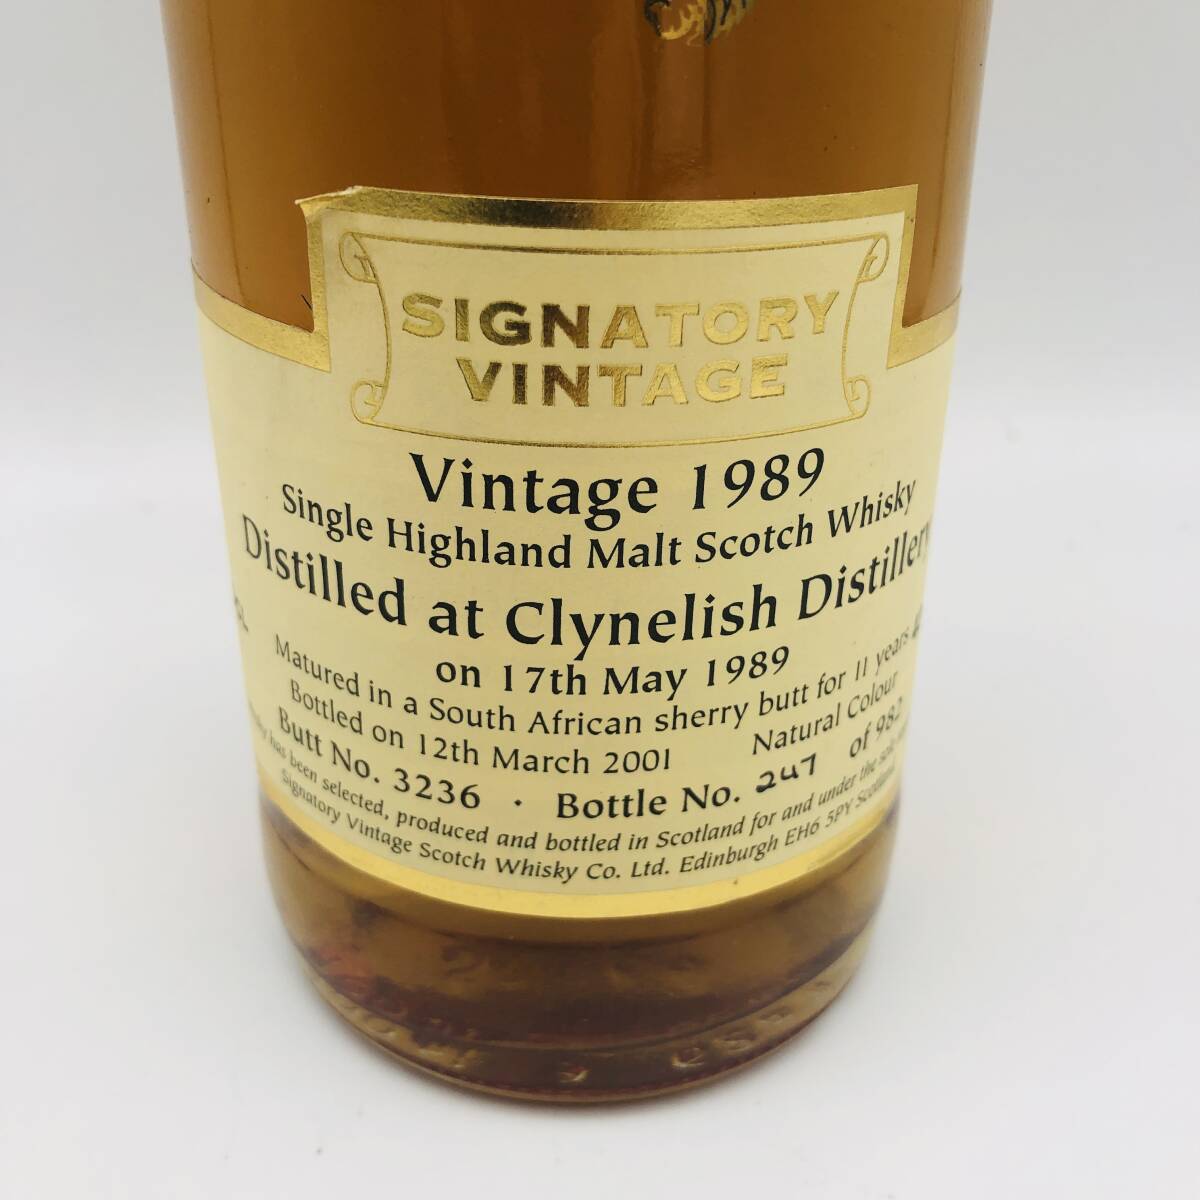 SIGNATORY
VINTAGE
Vintage 1989
Single Highland Malt Scotch Whisky
Distilled at Clynelish Distillery
on 17th May 1989
Matured in a South African sherry butt for 11 years
Bottled on 12th March 2001 Natural Colour
Butt No. 3236 · Bottle No. 247 of 982
has been selected, produced and bottled in Scotland for and under the sole
Signatory Vintage Scotch Whisky Co. Ltd. Edinburgh EH6 5PY Scotland